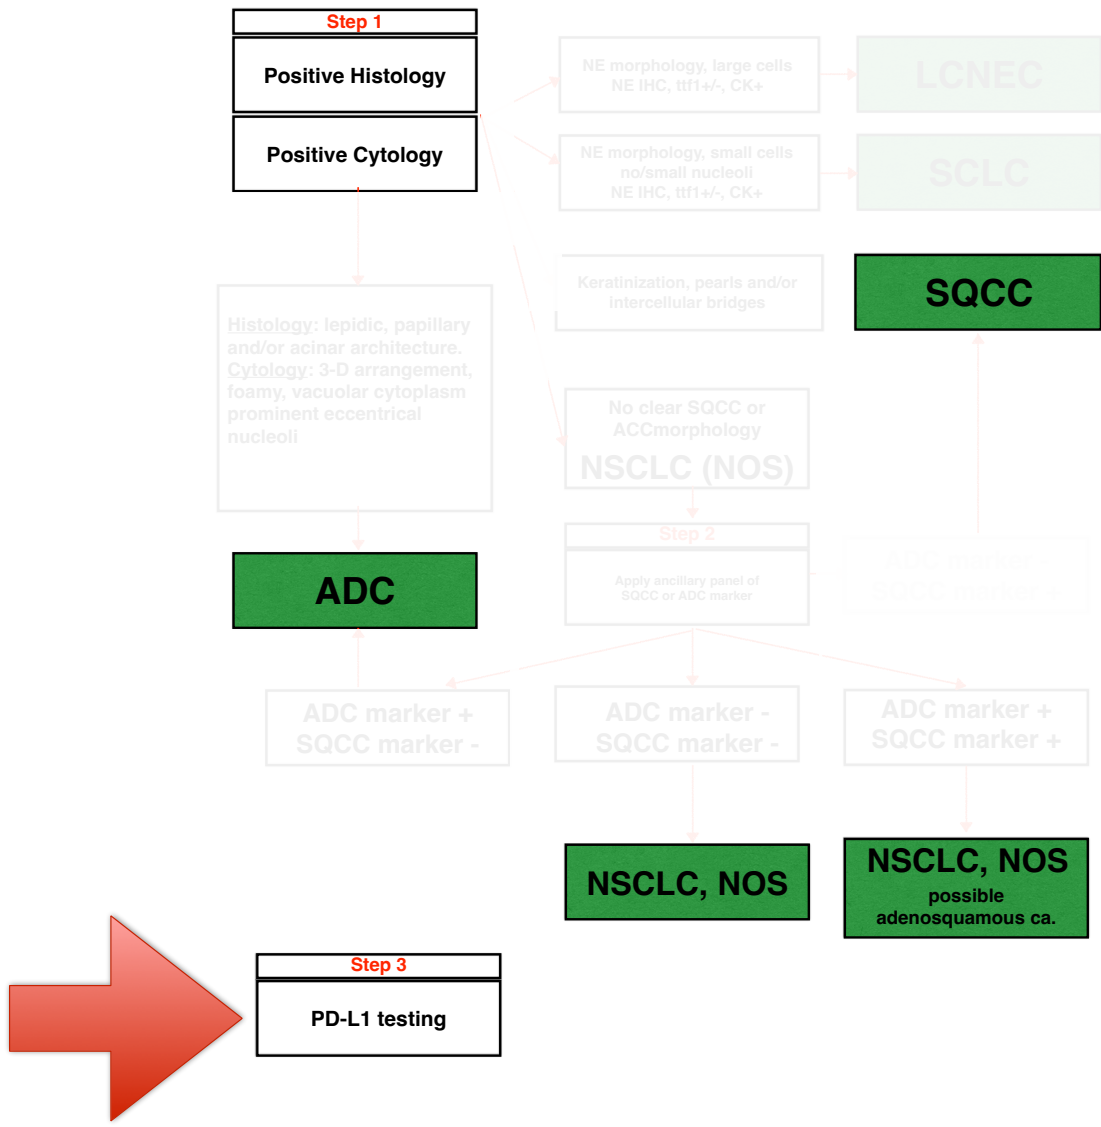 Step 1
Positive Histology
Positive Cytology
NE morphology, large cells
NE IHC, ttf1+/-, CK+
LCNEC
NE morphology, small cells
no/small nucleoli
NE IHC, ttf1+/-, CK+
SCLC
Keratinization, pearls and/or
intercellular bridges
SQCC
Histology: lepidic, papillary
and/or acinar architecture.
Cytology: 3-D arrangement,
foamy, vacuolar cytoplasm
prominent eccentrical
nucleoli
No clear SQCC or
ACCmorphology
NSCLC (NOS)
Step 2
Apply ancillary panel of
SQCC or ADC marker
ADC marker -
SQCC marker +
ADC
ADC marker +
SQCC marker -
ADC marker -
SQCC marker -
ADC marker +
SQCC marker +
NSCLC, NOS
NSCLC, NOS
possible
adenosquamous ca.
Step 3
PD-L1 testing